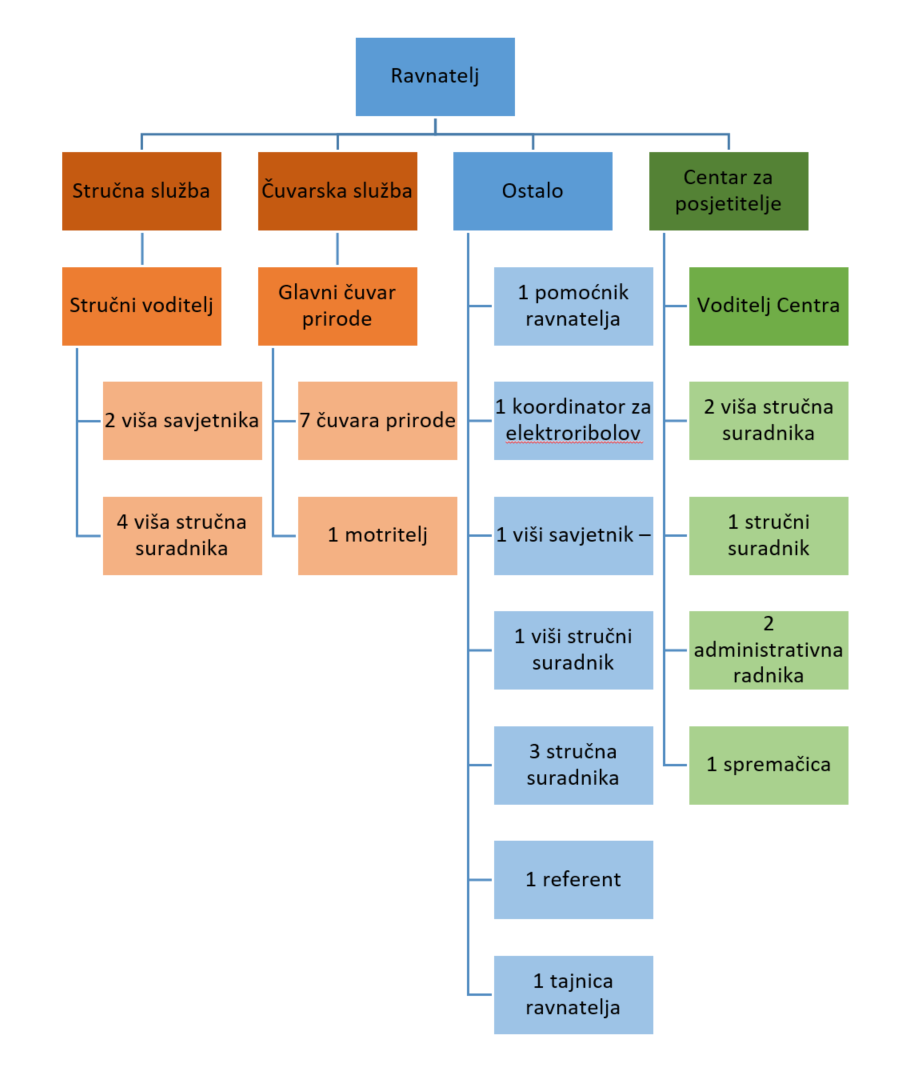 Ravnatelj
Stručna služba
Čuvarska služba
Ostalo
Centar za
posjetitelje
Stručni voditelj
Glavni čuvar
prirode
1 pomoćnik
ravnatelja
Voditelj Centra
2 viša savjetnika
7 čuvara prirode
1 koordinator za
elektroribolov
2 viša stručna
suradnika
4 viša stručna
suradnika
1 motritelj
1 viši savjetnik –
1 stručni
suradnik
1 viši stručni
suradnik
2
administrativna
radnika
3 stručna
suradnika
1 spremačica
1 referent
1 tajnica
ravnatelja